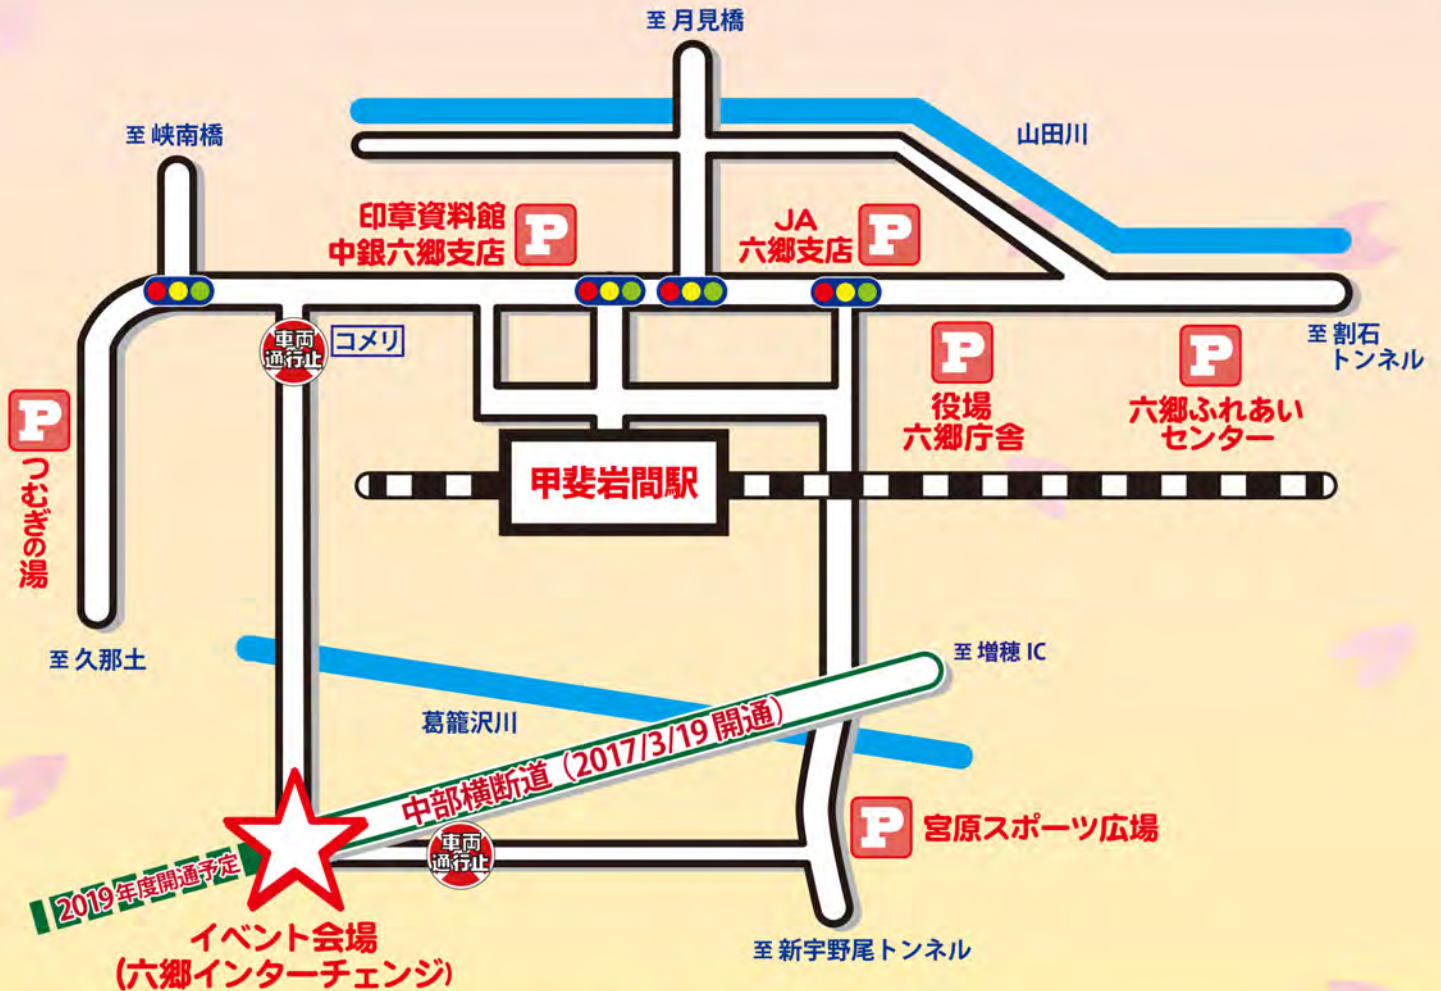 至 月見橋
至 峡南橋
山田川
印章資料館
中銀六郷支店
P
JA
六郷支店
P
車両
通行止
コメリ
P
役場
六郷庁舎
P
六郷ふれあい
センター
至 割石
トンネル
P
つむぎの湯
甲斐岩間駅
至 久那土
至 増穂 IC
葛籠沢川
中部横断道（2017/3/19 開通）
車両
通行止
P
宮原スポーツ広場
2019 年度開通予定
イベント会場
(六郷インターチェンジ)
至 新宇野尾トンネル